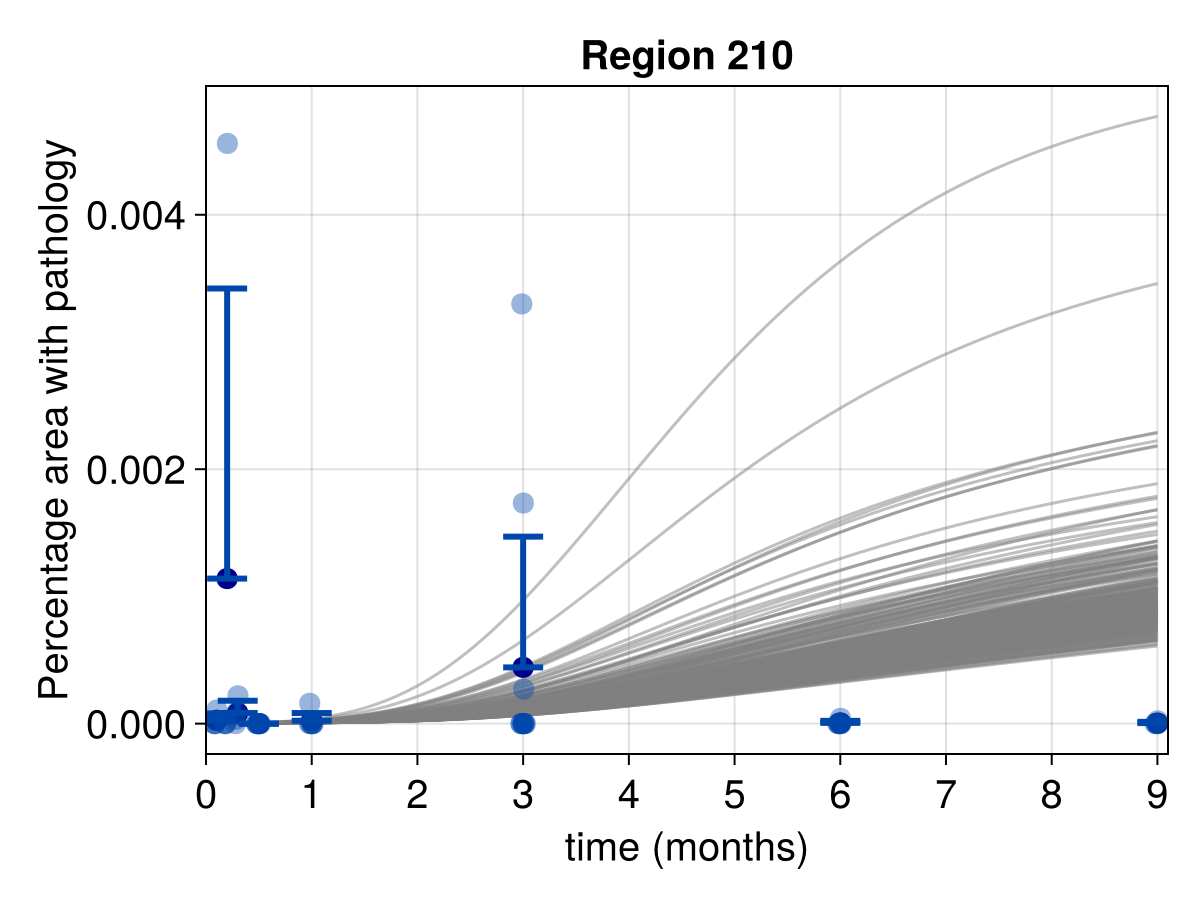 Region 210
Percentage area with pathology
0.004
0.002
0.000
0 1 2 3 4 5 6 7 8 9
time (months)